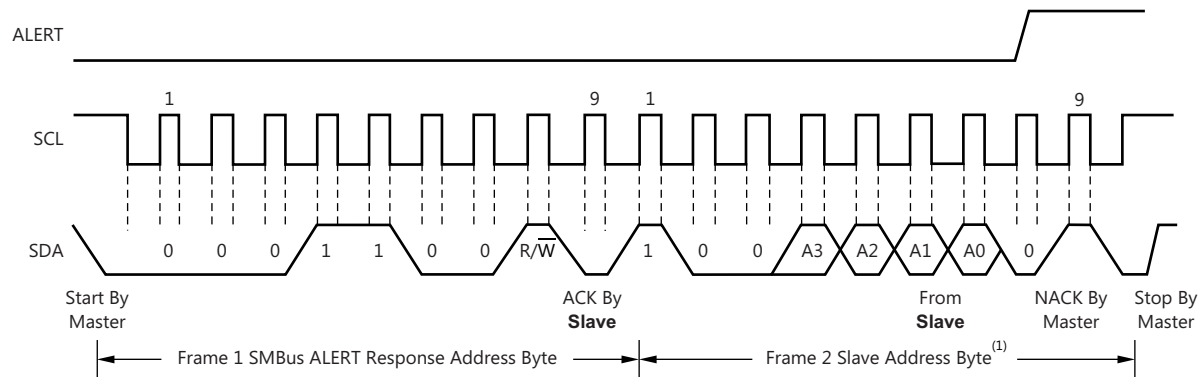 ALERT
1 9 1 9
SCL
SDA 0 0 0 1 1 0 0 R/W 1 0 0 A3 A2 A1 A0 0
Start By
Master
ACK By
Slave
From
Slave
NACK By
Master
Stop By
Master
Frame 1 SMBus ALERT Response Address Byte
Frame 2 Slave Address Byte(1)